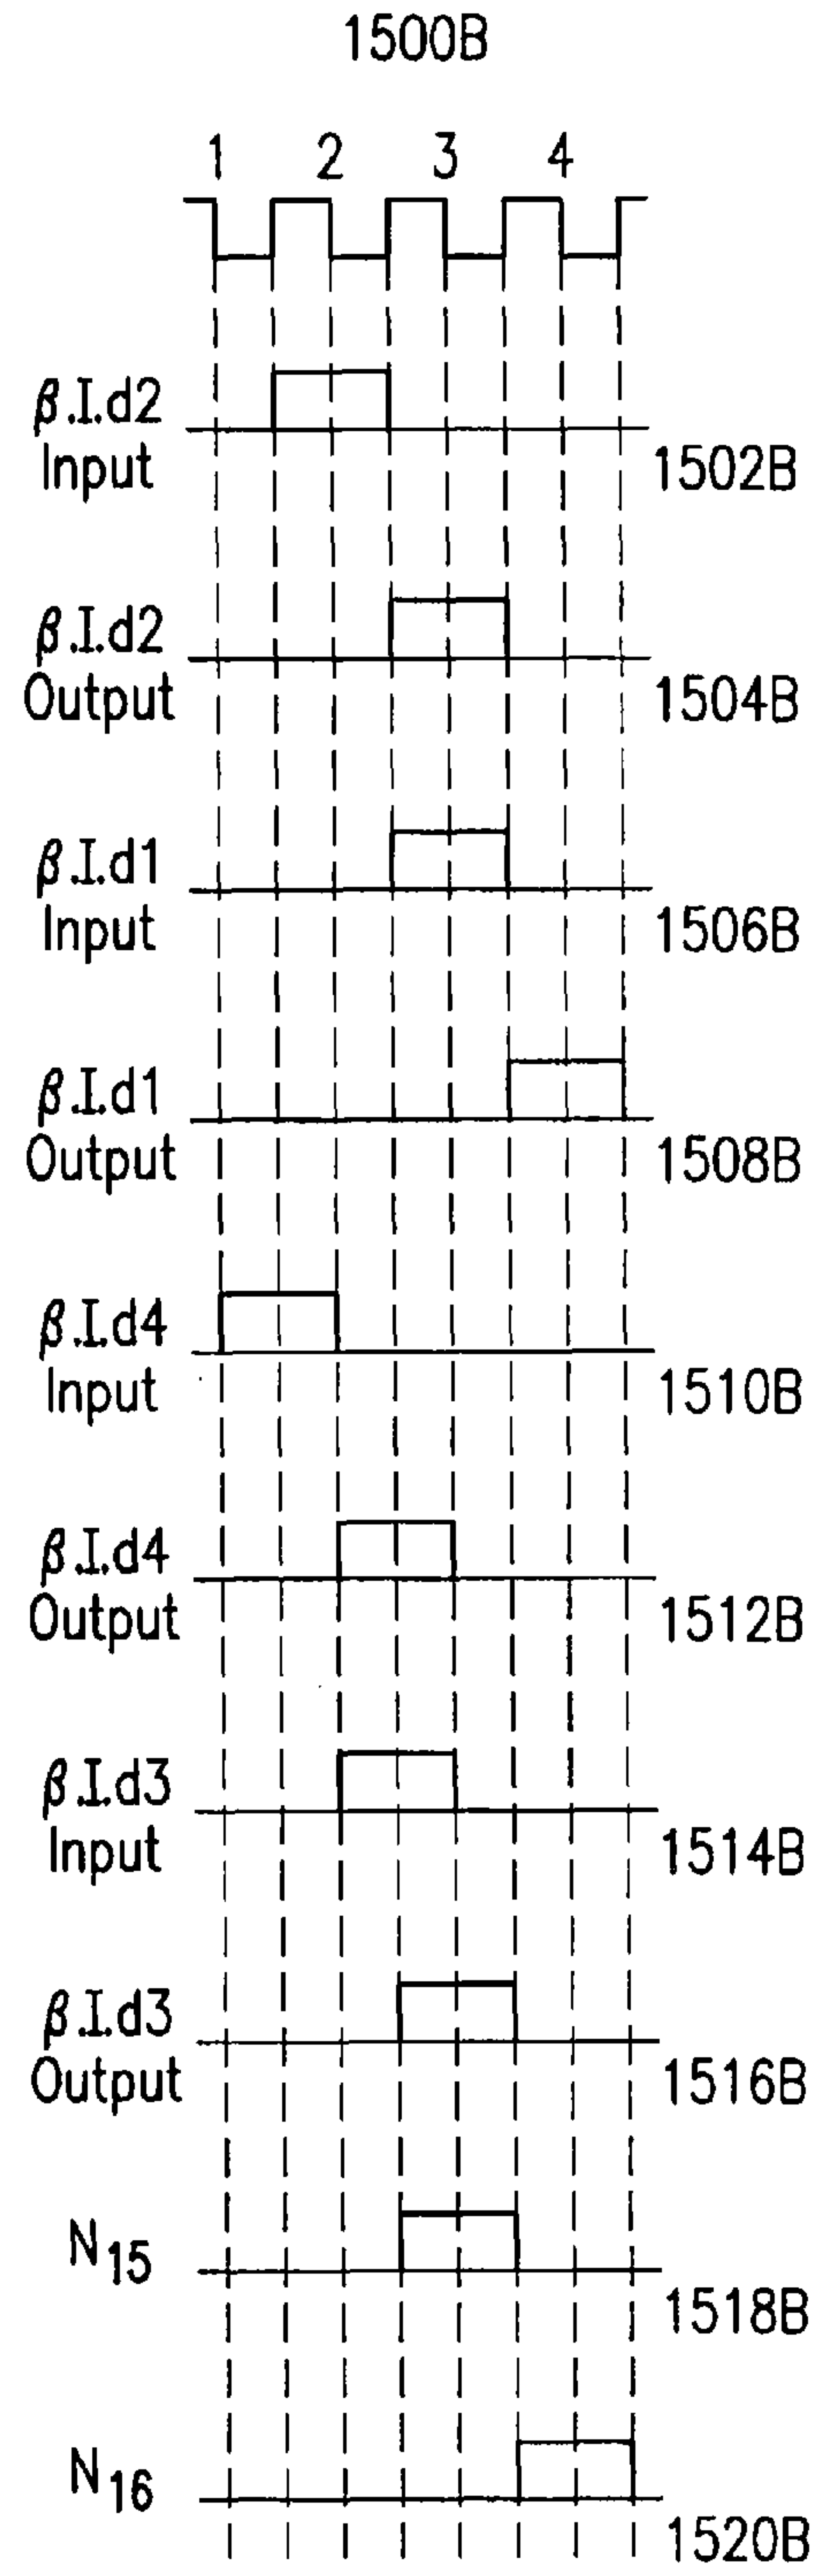 1500B
1 2 3 4
β.I.d2
Input
1502B
β.I.d2
Output
1504B
β.I.d1
Input
1506B
β.I.d1
Output
1508B
β.I.d4
Input
1510B
β.I.d4
Output
1512B
β.I.d3
Input
1514B
β.I.d3
Output
1516B
N15
1518B
N16
1520B